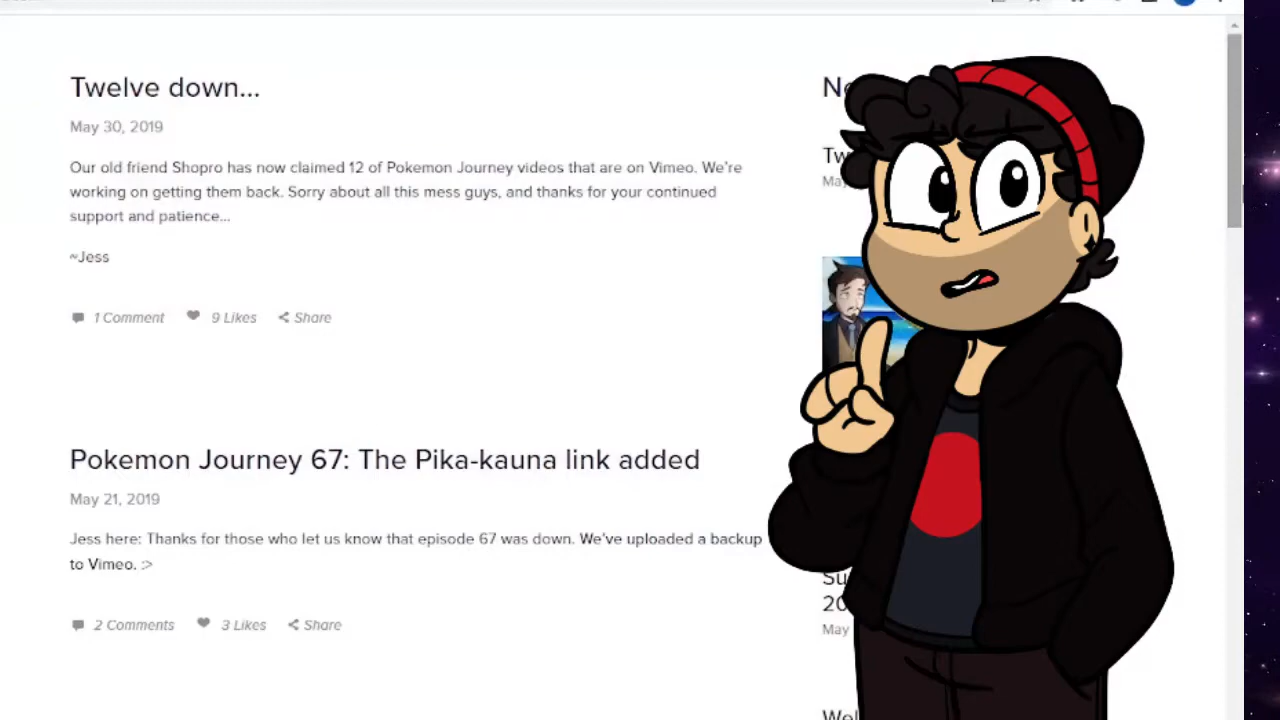 Twelve down...
May 30, 2019
Our old friend Shopro has now claimed 12 of Pokemon Journey videos that are on Vimeo. We're
working on getting them back. Sorry about all this mess guys, and thanks for your continued
support and patience...
~Jess
1 Comment 9 Likes Share
Pokemon Journey 67: The Pika-kauna link added
May 21, 2019
Jess here: Thanks for those who let us know that episode 67 was down. We've uploaded a backup
to Vimeo. :>
2 Comments 3 Likes Share
May